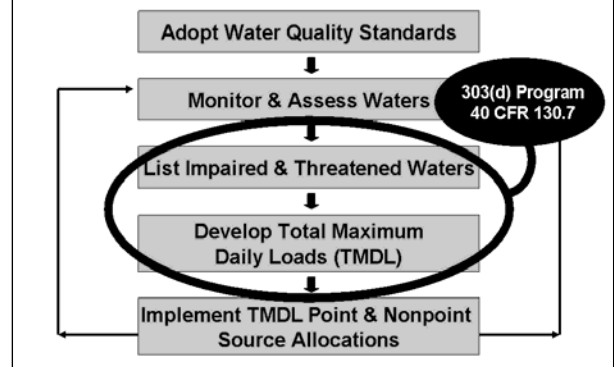 Adopt Water Quality Standards
Monitor & Assess Waters
303(d) Program
40 CFR 130.7
List Impaired & Threatened Waters
Develop Total Maximum
Daily Loads (TMDL)
Implement TMDL Point & Nonpoint
Source Allocations